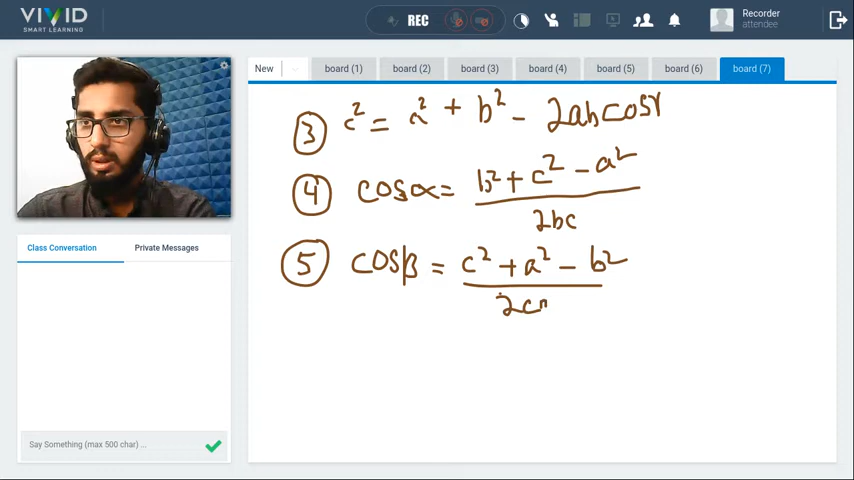 VIVID
SMART LEARNING
REC
Recorder
attendee
New board (1) board (2) board (3) board (4) board (5) board (6) board (7)
③ c² = a² + b² - 2abcosγ
④ cosα = b² + c² - a²
2bc
⑤ cosβ = c² + a² - b²
2c
Class Conversation Private Messages
Say Something (max 500 char) ...